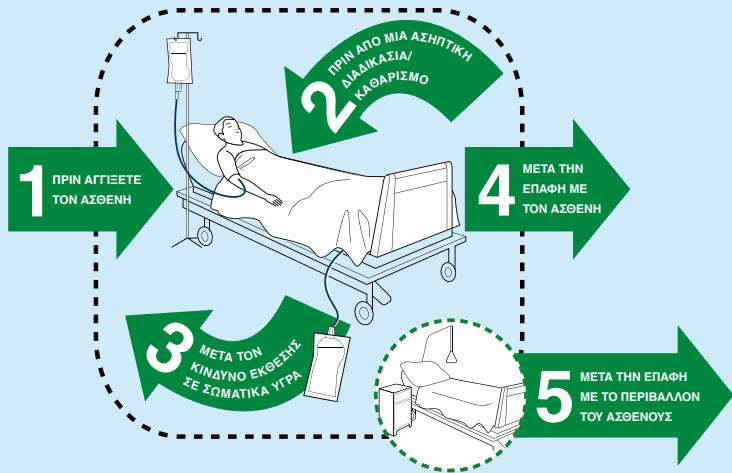 1
ΠΡΙΝ ΑΓΓΙΞΕΤΕ
ΤΟΝ ΑΣΘΕΝΗ
2
ΠΡΙΝ ΑΠΟ ΜΙΑ ΑΣΗΠΤΙΚΗ
ΔΙΑΔΙΚΑΣΙΑ/
ΚΑΘΑΡΙΣΜΟ
3
ΜΕΤΑ ΤΟΝ
ΚΙΝΔΥΝΟ ΕΚΘΕΣΗΣ
ΣΕ ΣΩΜΑΤΙΚΑ ΥΓΡΑ
4
ΜΕΤΑ ΤΗΝ
ΕΠΑΦΗ ΜΕ
ΤΟΝ ΑΣΘΕΝΗ
5
ΜΕΤΑ ΤΗΝ ΕΠΑΦΗ
ΜΕ ΤΟ ΠΕΡΙΒΑΛΛΟΝ
ΤΟΥ ΑΣΘΕΝΟΥΣ